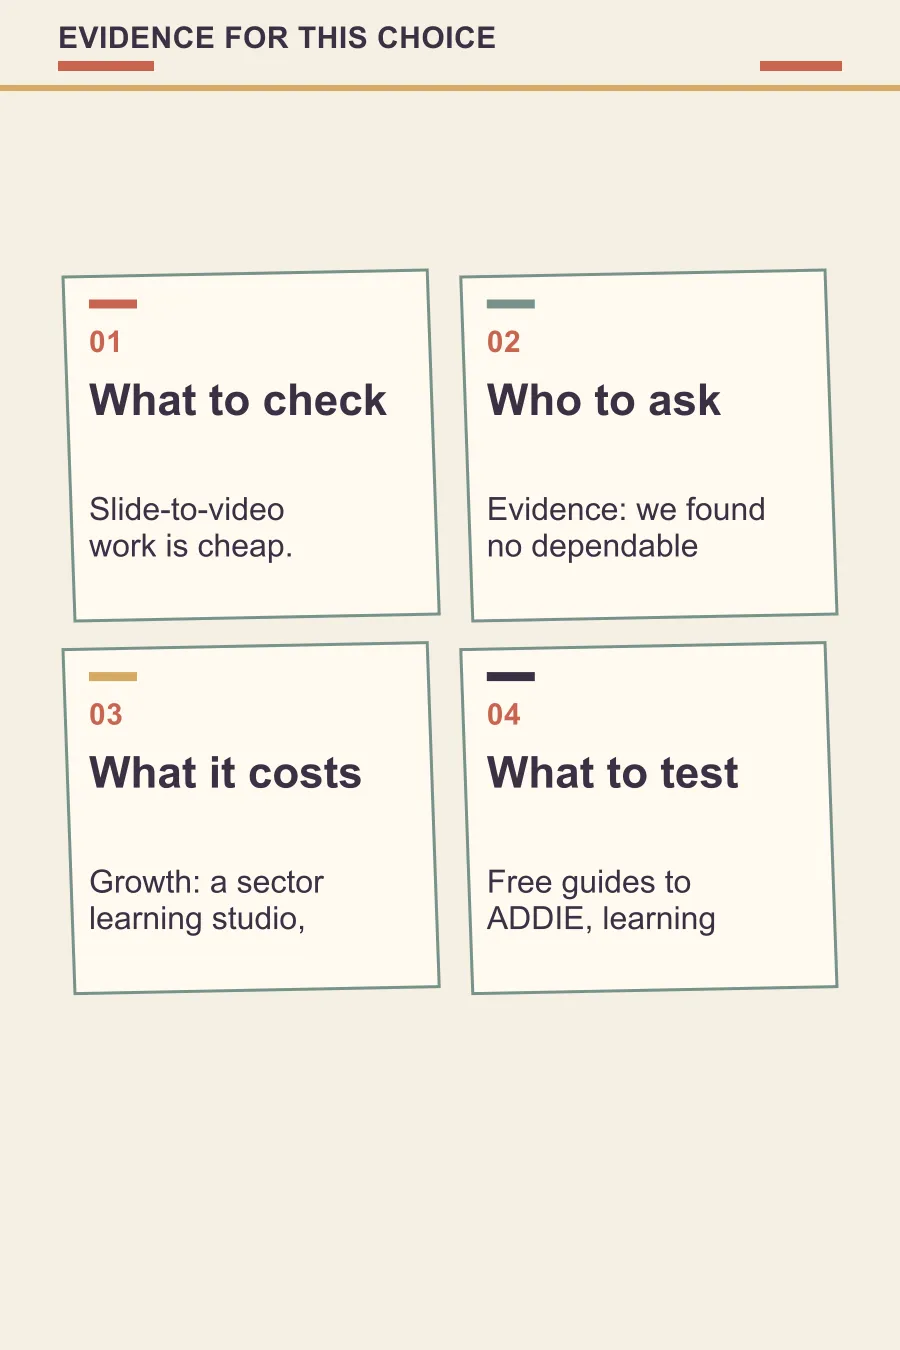 EVIDENCE FOR THIS CHOICE
01
What to check
Slide-to-video
work is cheap.
02
Who to ask
Evidence: we found
no dependable
03
What it costs
Growth: a sector
learning studio,
04
What to test
Free guides to
ADDIE, learning